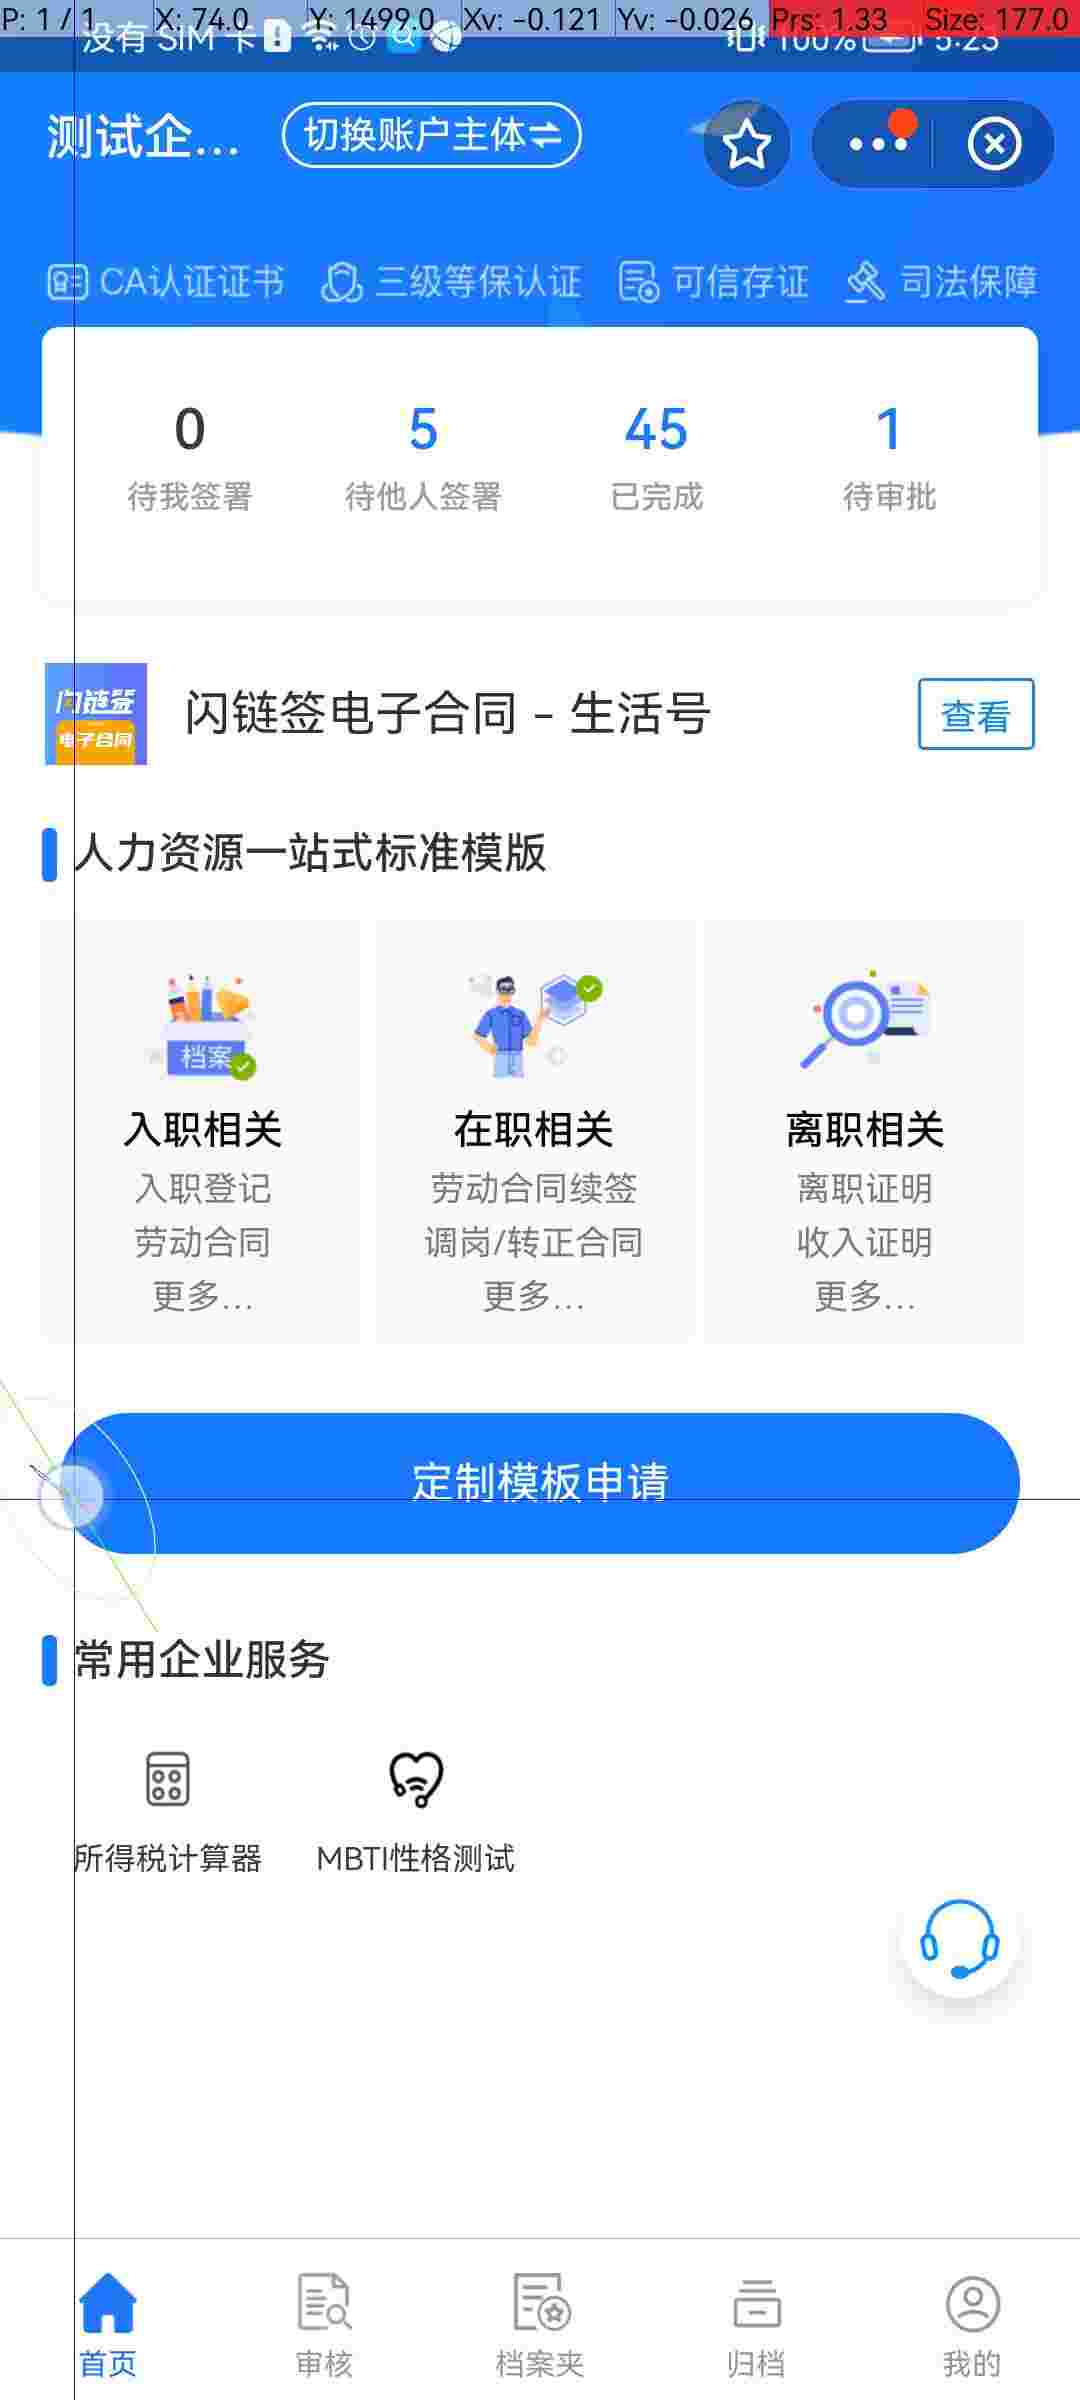 P: 1 / 1 X: 74.0 Y: 1499.0 Xv: -0.121 Yv: -0.026 Prs: 1.33 Size: 177.0
没有 SIM 卡 100% 5:23
测试企... 切换账户主体
CA认证证书 三级等保认证 可信存证 司法保障
0 5 45 1
待我签署 待他人签署 已完成 待审批
闪链签
电子合同
闪链签电子合同 - 生活号 查看
人力资源一站式标准模版
档案
入职相关 在职相关 离职相关
入职登记 劳动合同续签 离职证明
劳动合同 调岗/转正合同 收入证明
更多... 更多... 更多...
定制模板申请
常用企业服务
所得税计算器 MBTI性格测试
首页 审核 档案夹 归档 我的